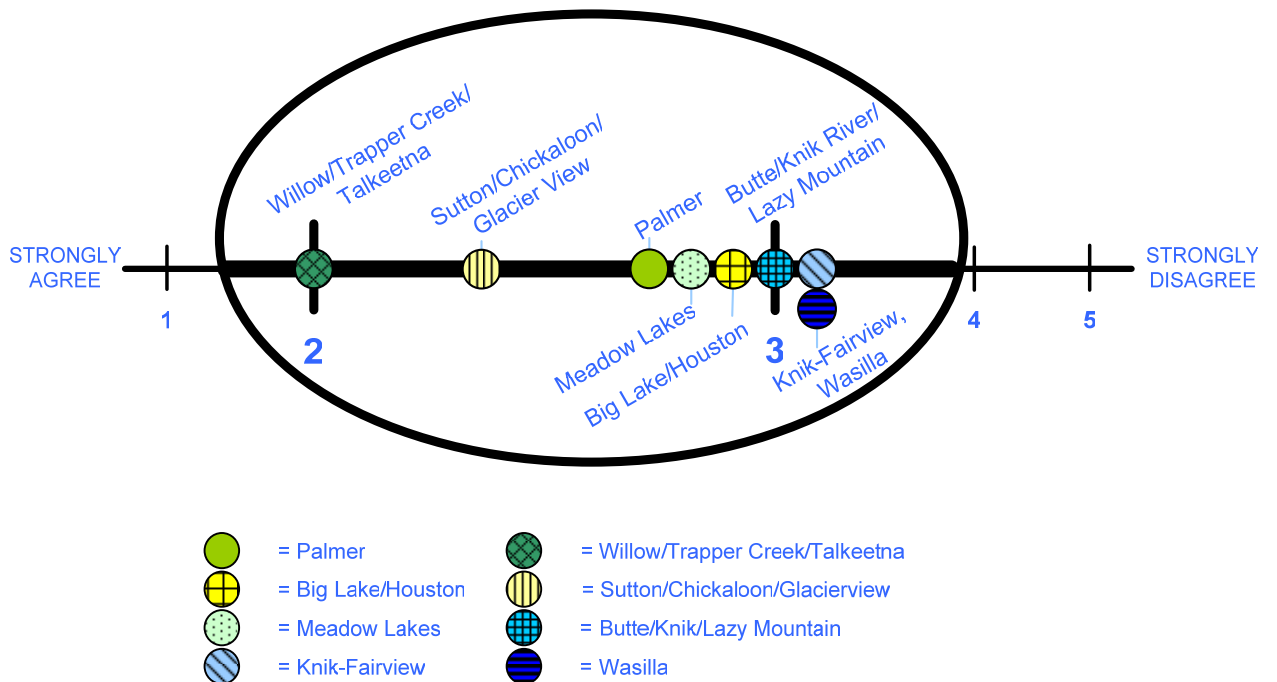 Willow/Trapper Creek/
Talkeetna
Sutton/Chickaloon/
Glacier View
Palmer
Butte/Knik River/
Lazy Mountain
STRONGLY
AGREE
STRONGLY
DISAGREE
1
2
3
4
5
Meadow Lakes
Big Lake/Houston
Knik-Fairview,
Wasilla
= Palmer
= Willow/Trapper Creek/Talkeetna
= Big Lake/Houston
= Sutton/Chickaloon/Glacierview
= Meadow Lakes
= Butte/Knik/Lazy Mountain
= Knik-Fairview
= Wasilla